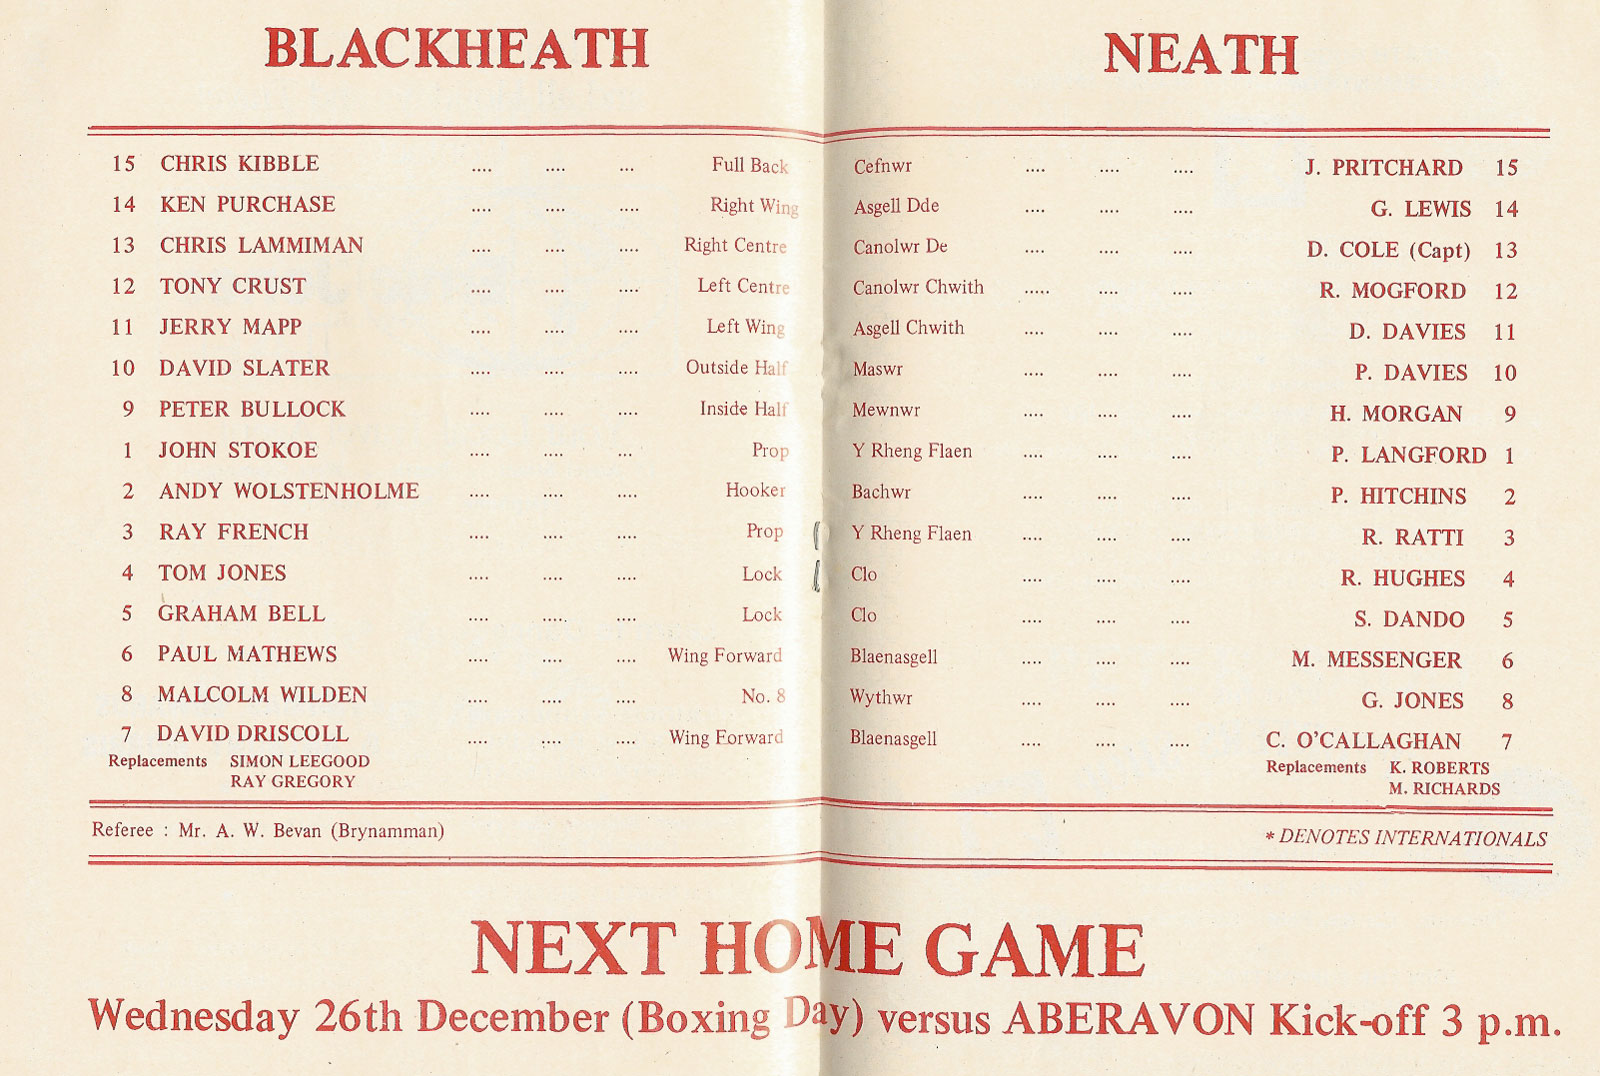 BLACKHEATH
NEATH
15 CHRIS KIBBLE .... .... ... Full Back Cefnwr .... .... .... J. PRITCHARD 15
14 KEN PURCHASE .... .... .... Right Wing Asgell Dde .... .... .... G. LEWIS 14
13 CHRIS LAMMIMAN .... .... .... Right Centre Canolwr De .... .... .... D. COLE (Capt) 13
12 TONY CRUST .... .... .... Left Centre Canolwr Chwith ..... .... .... R. MOGFORD 12
11 JERRY MAPP .... .... .... Left Wing Asgell Chwith .... .... .... D. DAVIES 11
10 DAVID SLATER .... .... .... Outside Half Maswr .... .... .... P. DAVIES 10
9 PETER BULLOCK .... .... .... Inside Half Mewnwr .... .... .... H. MORGAN 9
1 JOHN STOKOE .... .... ... Prop Y Rheng Flaen .... .... .... P. LANGFORD 1
2 ANDY WOLSTENHOLME .... .... .... Hooker Bachwr .... .... .... P. HITCHINS 2
3 RAY FRENCH .... .... .... Prop Y Rheng Flaen .... .... .... R. RATTI 3
4 TOM JONES .... .... .... Lock Clo .... .... .... R. HUGHES 4
5 GRAHAM BELL .... .... .... Lock Clo .... .... .... S. DANDO 5
6 PAUL MATHEWS .... .... .... Wing Forward Blaenasgell .... .... .... M. MESSENGER 6
8 MALCOLM WILDEN .... .... .... No. 8 Wythwr .... .... .... G. JONES 8
7 DAVID DRISCOLL .... .... .... Wing Forward Blaenasgell .... .... .... C. O'CALLAGHAN 7
Replacements SIMON LEEGOOD Replacements K. ROBERTS
RAY GREGORY M. RICHARDS
Referee : Mr. A. W. Bevan (Brynamman) * DENOTES INTERNATIONALS
NEXT HOME GAME
Wednesday 26th December (Boxing Day) versus ABERAVON Kick-off 3 p.m.